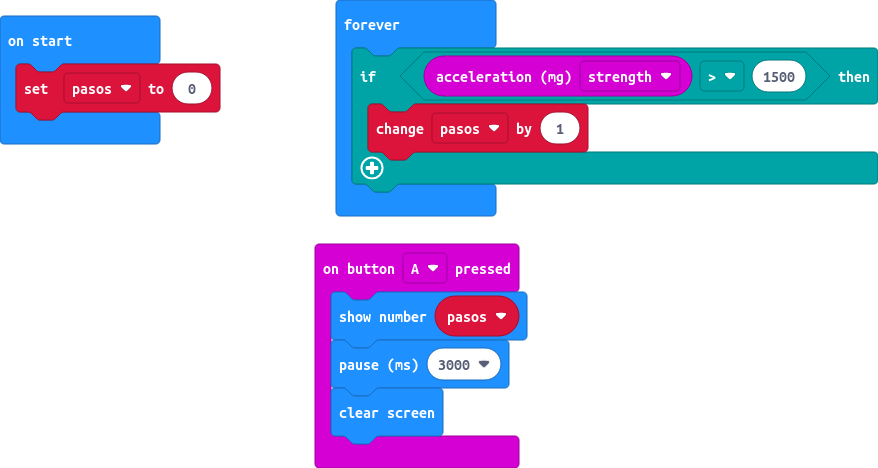 on start
set pasos to 0
forever
if acceleration (mg) strength > 1500 then
change pasos by 1
on button A pressed
show number pasos
pause (ms) 3000
clear screen